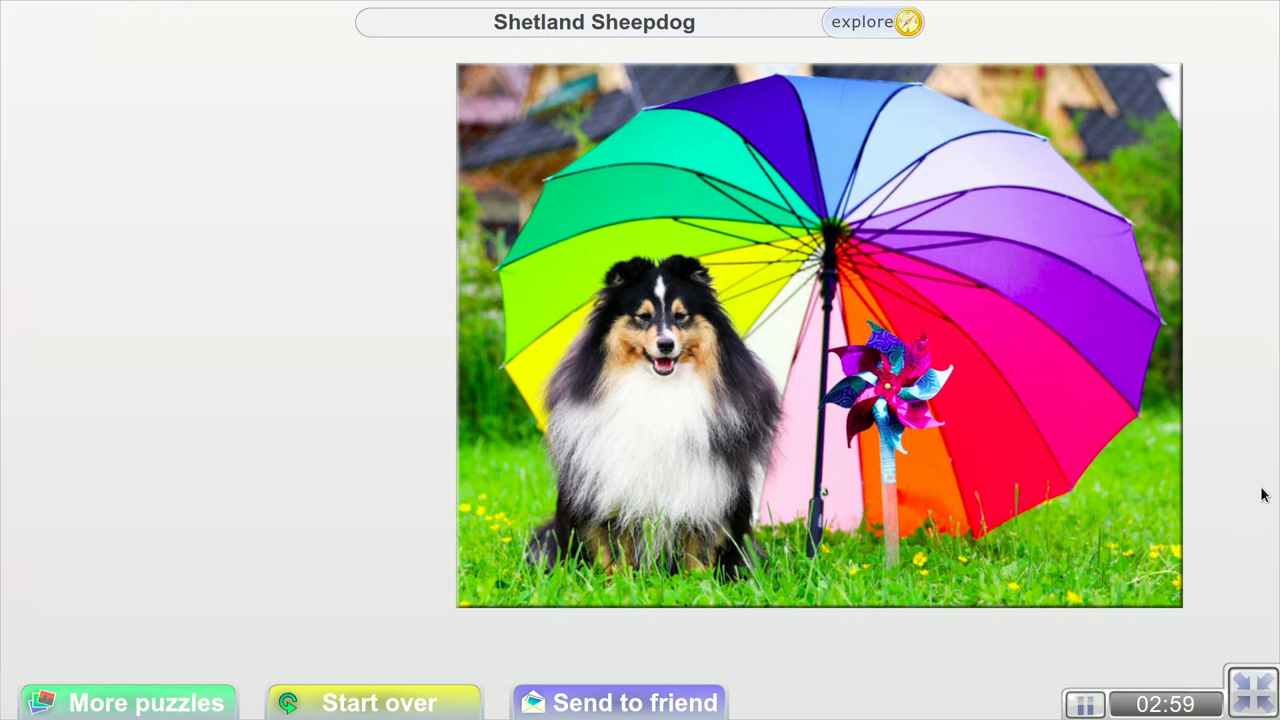 Shetland Sheepdog
explore
More puzzles
Start over
Send to friend
02:59